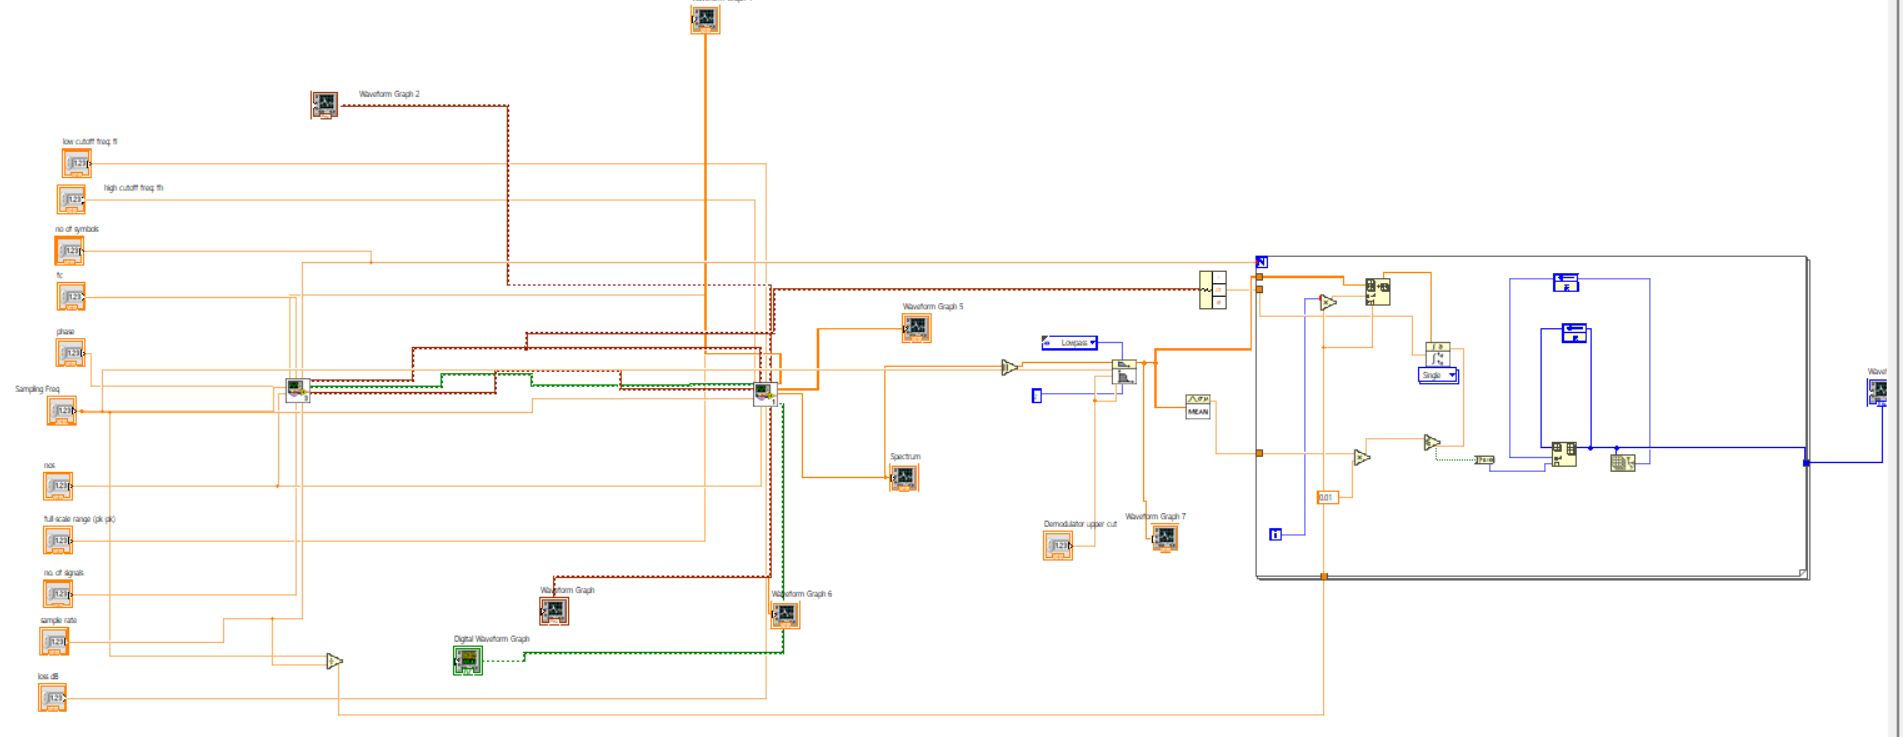 Waveform Graph 2
low cutoff freq: fl
high cutoff freq: fh
no of symbols
fc
phase
Sampling Freq
Waveform Graph 5
Lowpass
MEAN
Single
Spectrum
nos
0.01
full-scale range (pk-pk)
Demodulator upper cut
Waveform Graph 7
no. of signals
Waveform Graph
Waveform Graph 6
sample rate
Digital Waveform Graph
loss dB